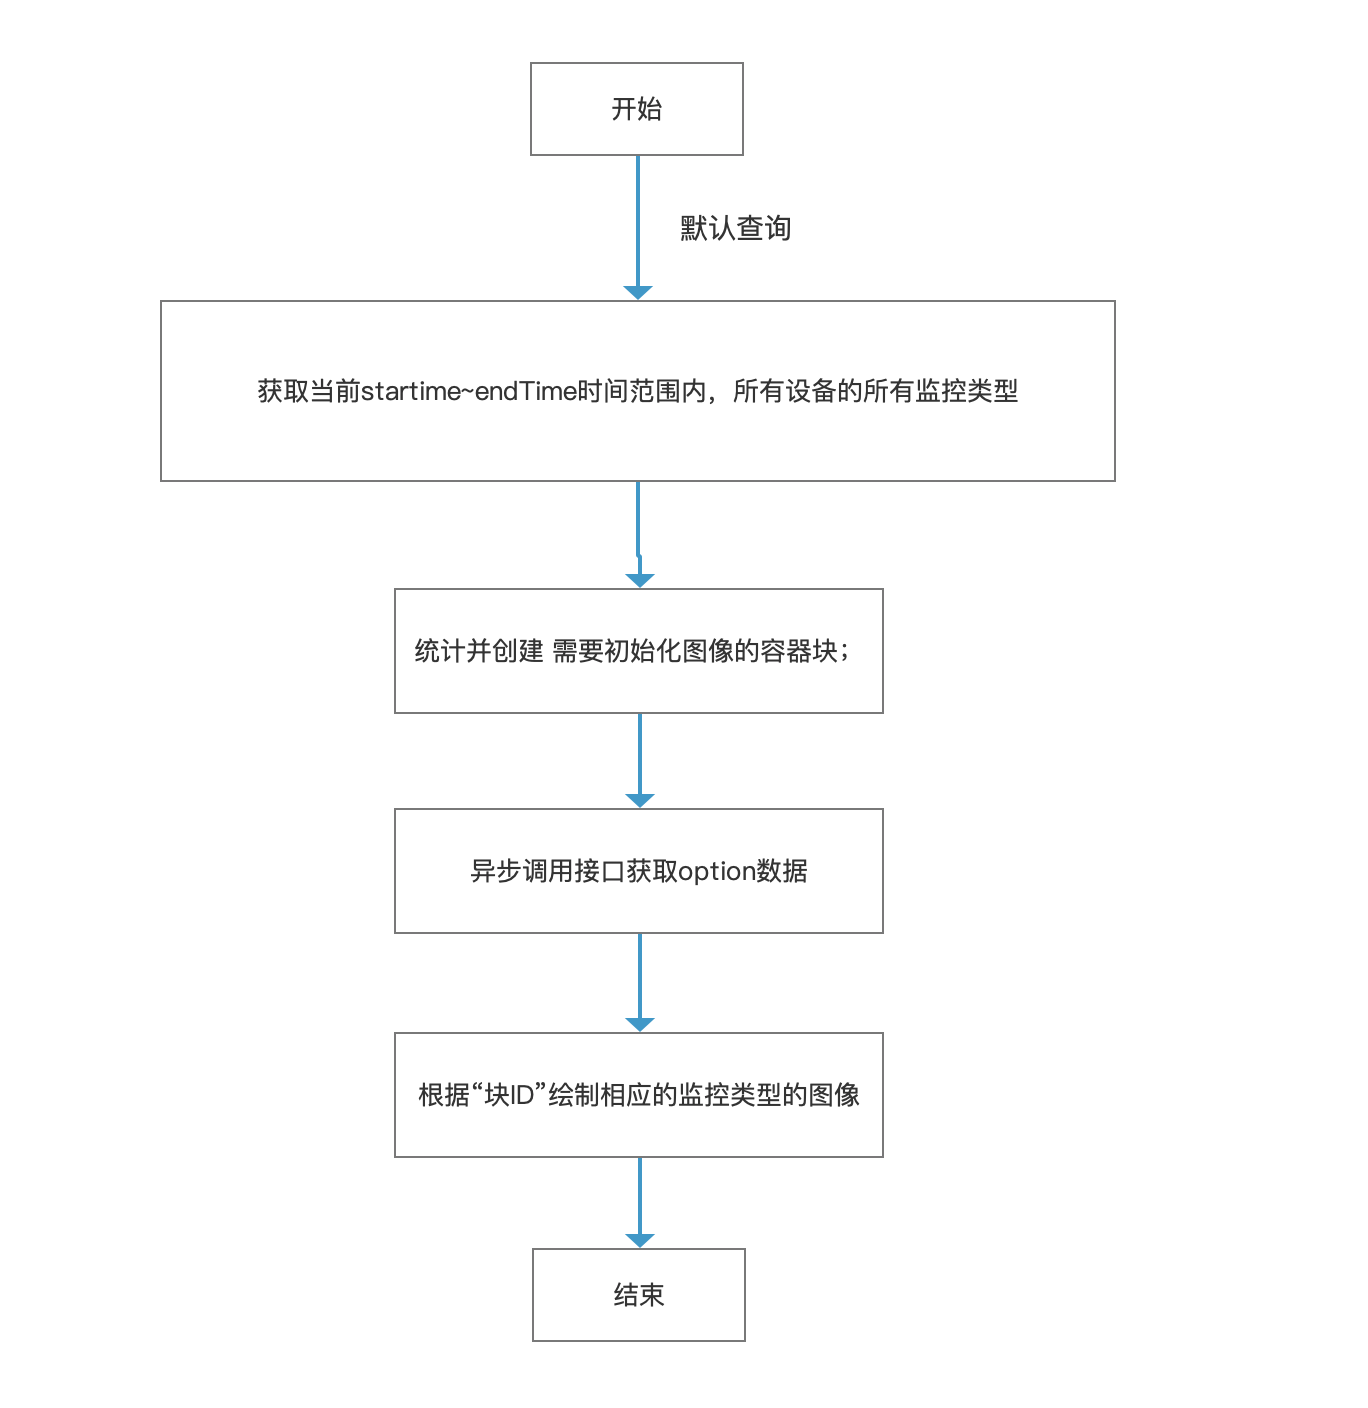 开始
默认查询
获取当前startime~endTime时间范围内，所有设备的所有监控类型
统计并创建 需要初始化图像的容器块；
异步调用接口获取option数据
根据“块ID”绘制相应的监控类型的图像
结束